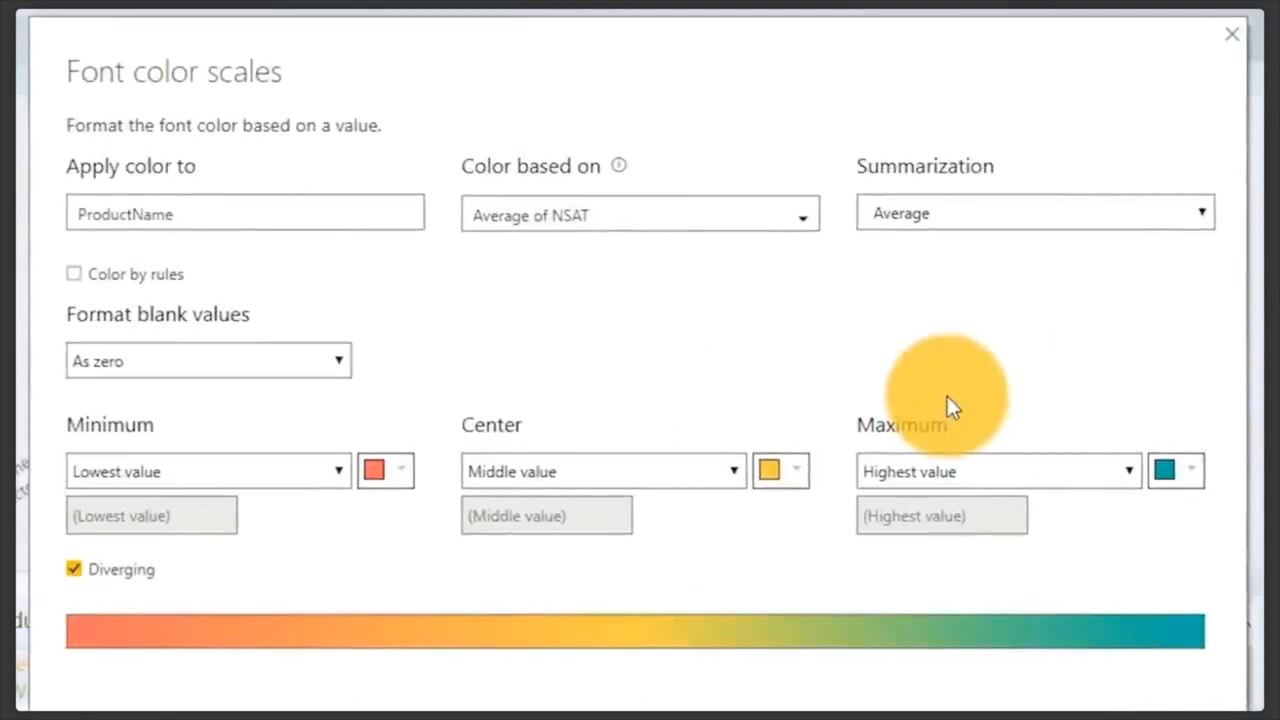 Font color scales
Format the font color based on a value.
Apply color to
Color based on
Summarization
ProductName
Average of NSAT
Average
Color by rules
Format blank values
As zero
Minimum
Center
Maximum
Lowest value
Middle value
Highest value
(Lowest value)
(Middle value)
(Highest value)
Diverging